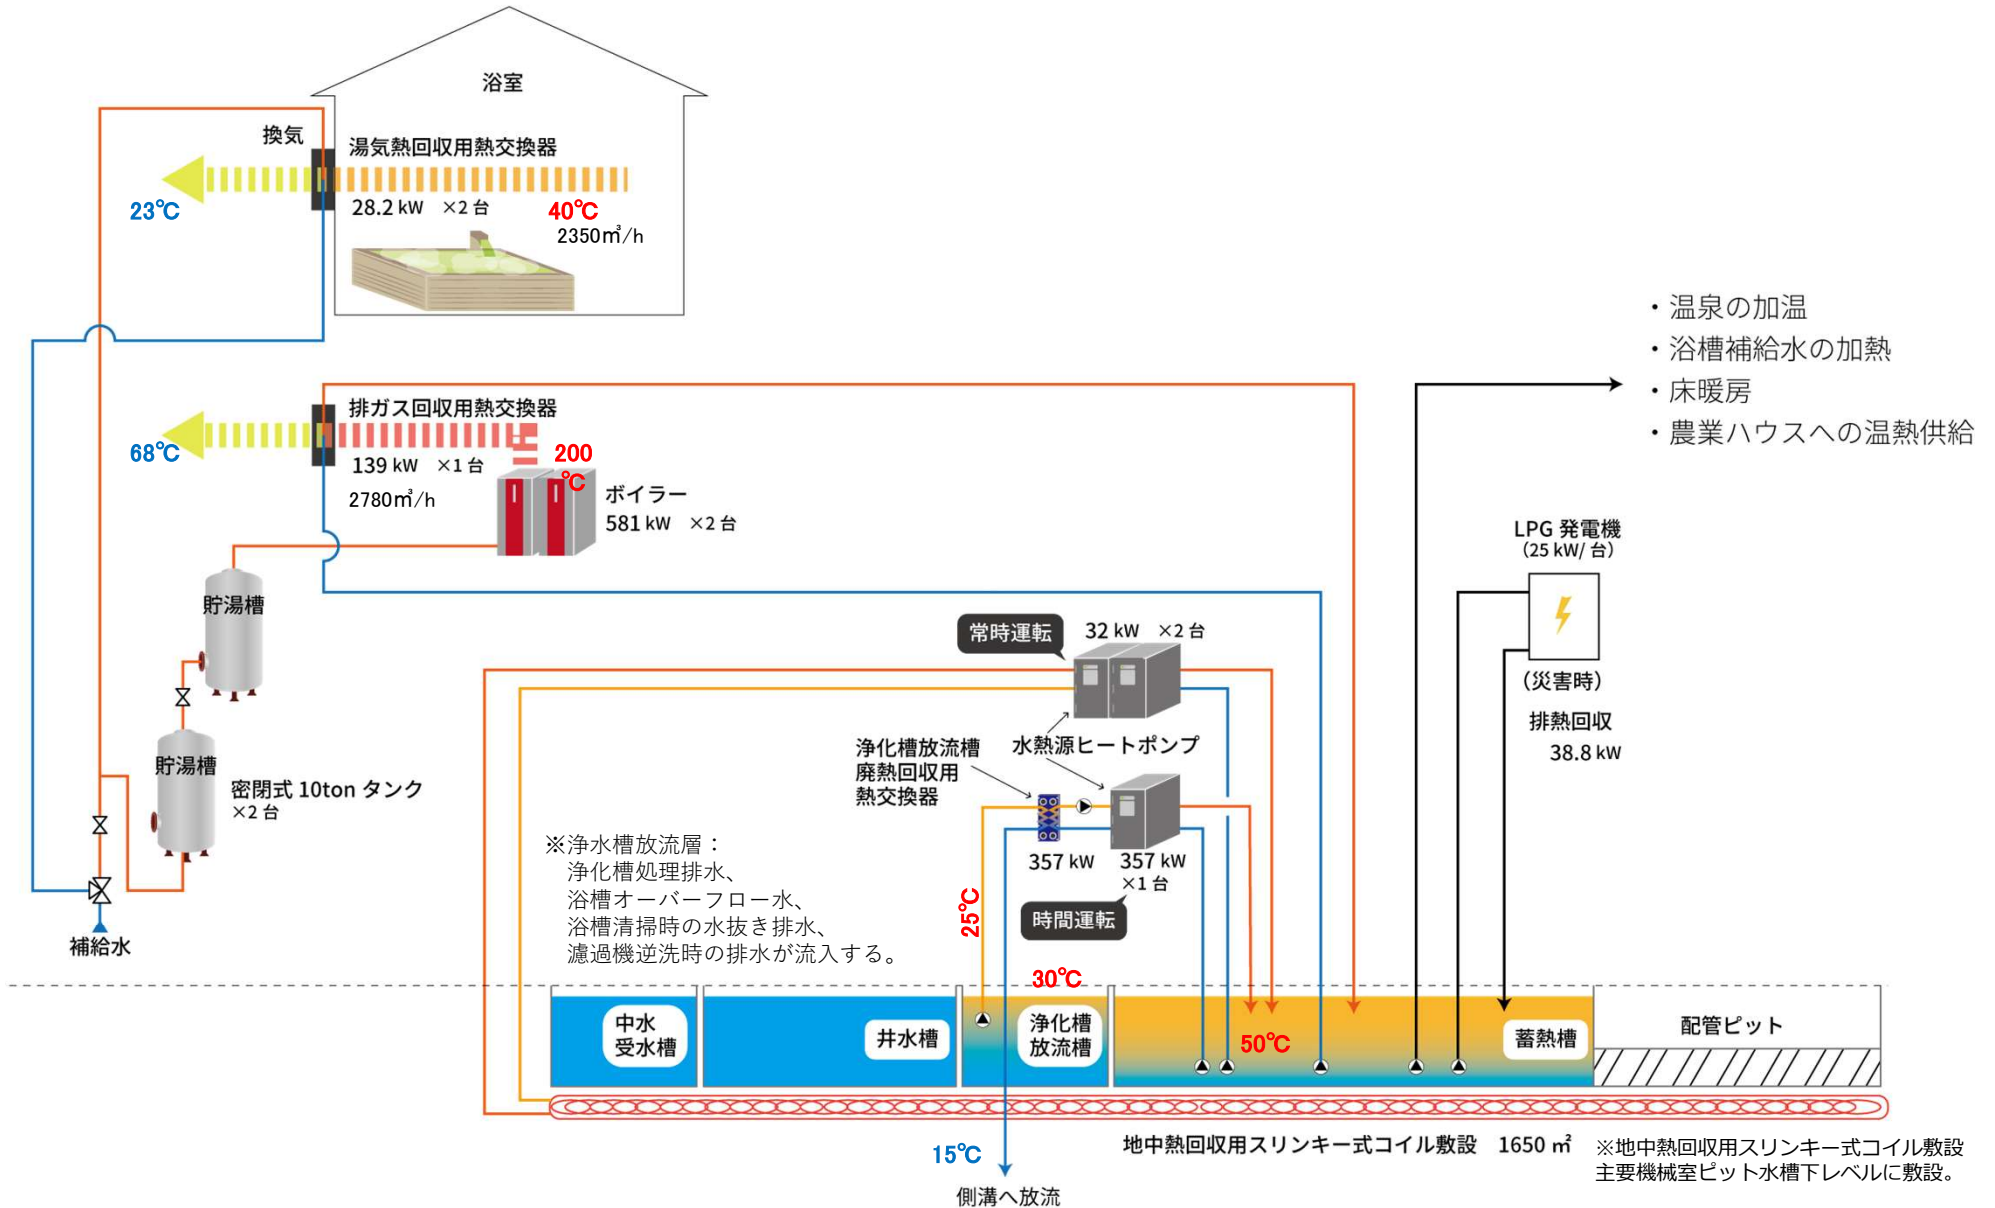 浴室
換気
湯気熱回収用熱交換器
28.2 kW ×2 台
23℃
40℃
2350㎥/h
・温泉の加温
・浴槽補給水の加熱
・床暖房
・農業ハウスへの温熱供給
排ガス回収用熱交換器
68℃
139 kW ×1 台
2780㎥/h
200
℃
ボイラー
581 kW ×2 台
LPG 発電機
（25 kW/ 台）
（災害時）
排熱回収
38.8 kW
貯湯槽
貯湯槽
密閉式 10ton タンク
×2 台
補給水
常時運転
32 kW ×2 台
水熱源ヒートポンプ
浄化槽放流槽
廃熱回収用
熱交換器
357 kW
357 kW
×1 台
時間運転
※浄水槽放流層：
浄化槽処理排水、
浴槽オーバーフロー水、
浴槽清掃時の水抜き排水、
濾過機逆洗時の排水が流入する。
25℃
30℃
中水
受水槽
井水槽
浄化槽
放流槽
50℃
蓄熱槽
配管ピット
15℃
側溝へ放流
地中熱回収用スリンキー式コイル敷設 1650 ㎡
※地中熱回収用スリンキー式コイル敷設
主要機械室ピット水槽下レベルに敷設。